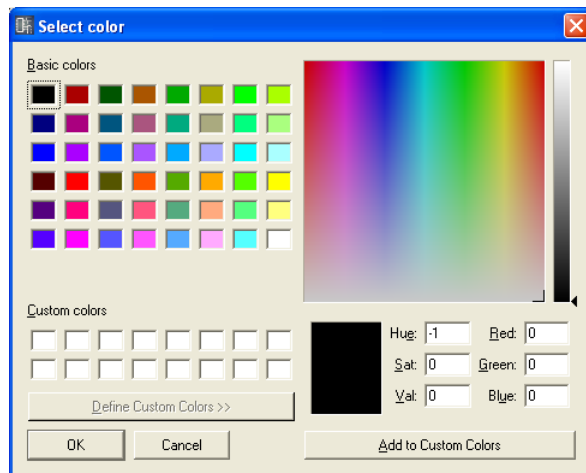 Select color
Basic colors
Custom colors
Define Custom Colors >>
OK Cancel
Hue: -1 Red: 0
Sat: 0 Green: 0
Val: 0 Blue: 0
Add to Custom Colors